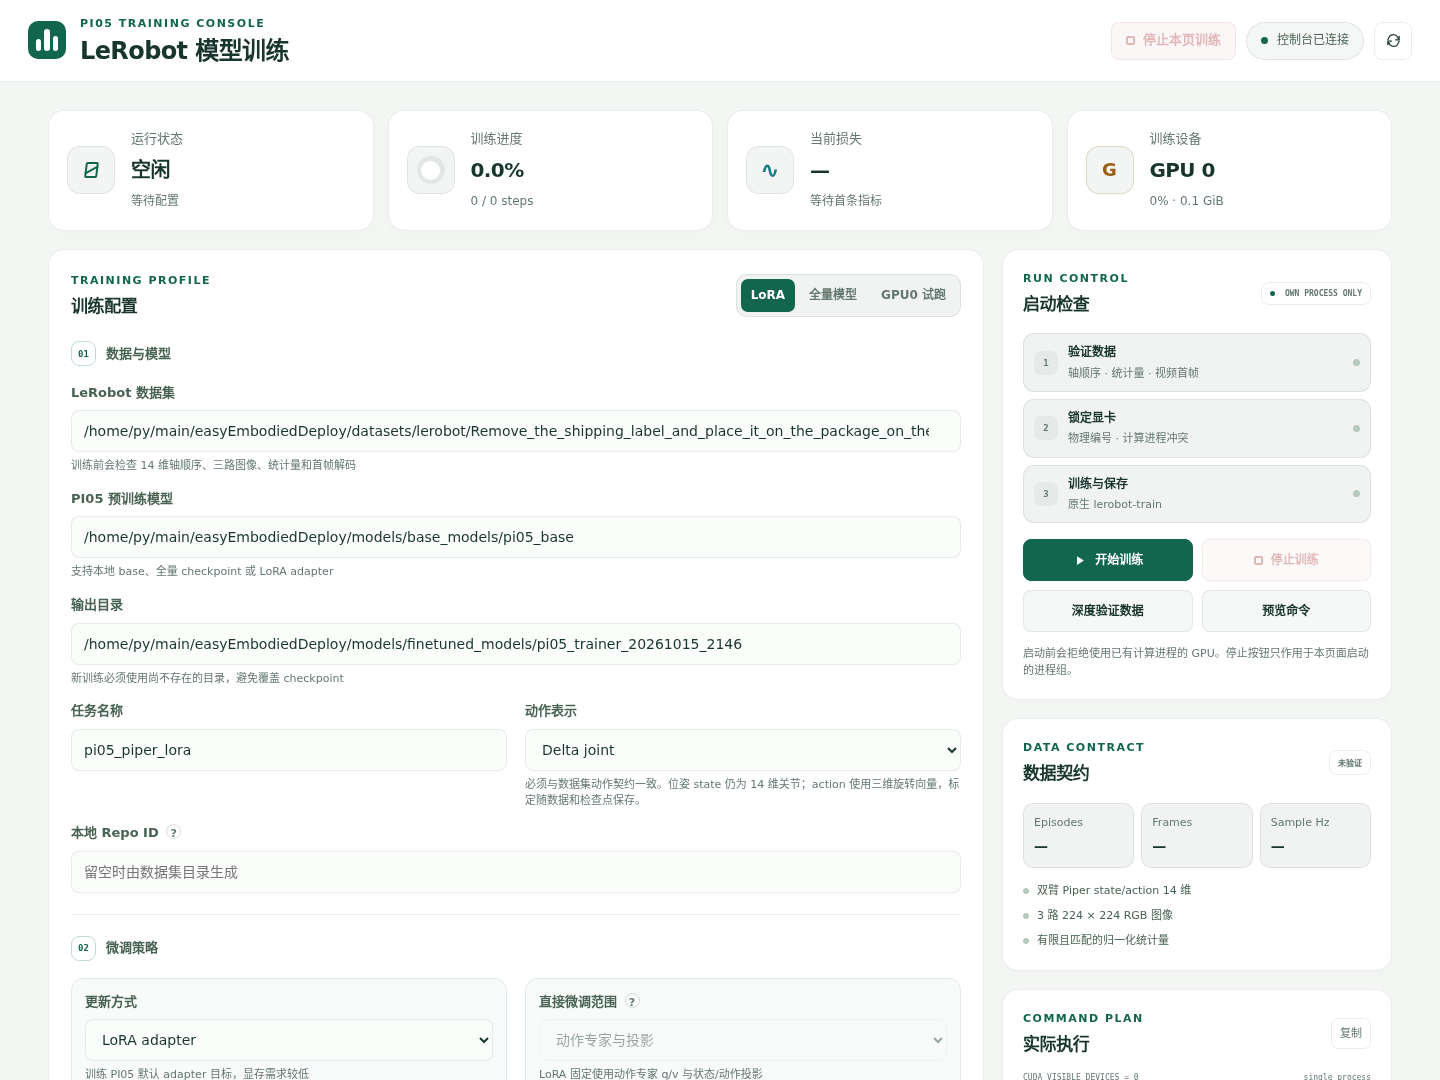 PI05 TRAINING CONSOLE
LeRobot 模型训练
停止本页训练
控制台已连接
运行状态
空闲
等待配置
训练进度
0.0%
0 / 0 steps
当前损失
—
等待首条指标
G
训练设备
GPU 0
0% · 0.1 GiB
TRAINING PROFILE
训练配置
LoRA
全量模型
GPU0 试跑
01 数据与模型
LeRobot 数据集
/home/py/main/easyEmbodiedDeploy/datasets/lerobot/Remove_the_shipping_label_and_place_it_on_the_package_on_the
训练前会检查 14 维轴顺序、三路图像、统计量和首帧解码
PI05 预训练模型
/home/py/main/easyEmbodiedDeploy/models/base_models/pi05_base
支持本地 base、全量 checkpoint 或 LoRA adapter
输出目录
/home/py/main/easyEmbodiedDeploy/models/finetuned_models/pi05_trainer_20261015_2146
新训练必须使用尚不存在的目录，避免覆盖 checkpoint
任务名称
pi05_piper_lora
动作表示
Delta joint
必须与数据集动作契约一致。位姿 state 仍为 14 维关节；action 使用三维旋转向量，标
定随数据和检查点保存。
本地 Repo ID ?
留空时由数据集目录生成
02 微调策略
更新方式
LoRA adapter
训练 PI05 默认 adapter 目标，显存需求较低
直接微调范围 ?
动作专家与投影
LoRA 固定使用动作专家 q/v 与状态/动作投影
RUN CONTROL
启动检查
OWN PROCESS ONLY
1
验证数据
轴顺序 · 统计量 · 视频首帧
2
锁定显卡
物理编号 · 计算进程冲突
3
训练与保存
原生 lerobot-train
开始训练
停止训练
深度验证数据
预览命令
启动前会拒绝使用已有计算进程的 GPU。停止按钮只作用于本页面启动
的进程组。
DATA CONTRACT
数据契约
未验证
Episodes
—
Frames
—
Sample Hz
—
双臂 Piper state/action 14 维
3 路 224 × 224 RGB 图像
有限且匹配的归一化统计量
COMMAND PLAN
实际执行
复制
CUDA_VISIBLE_DEVICES = 0
single process